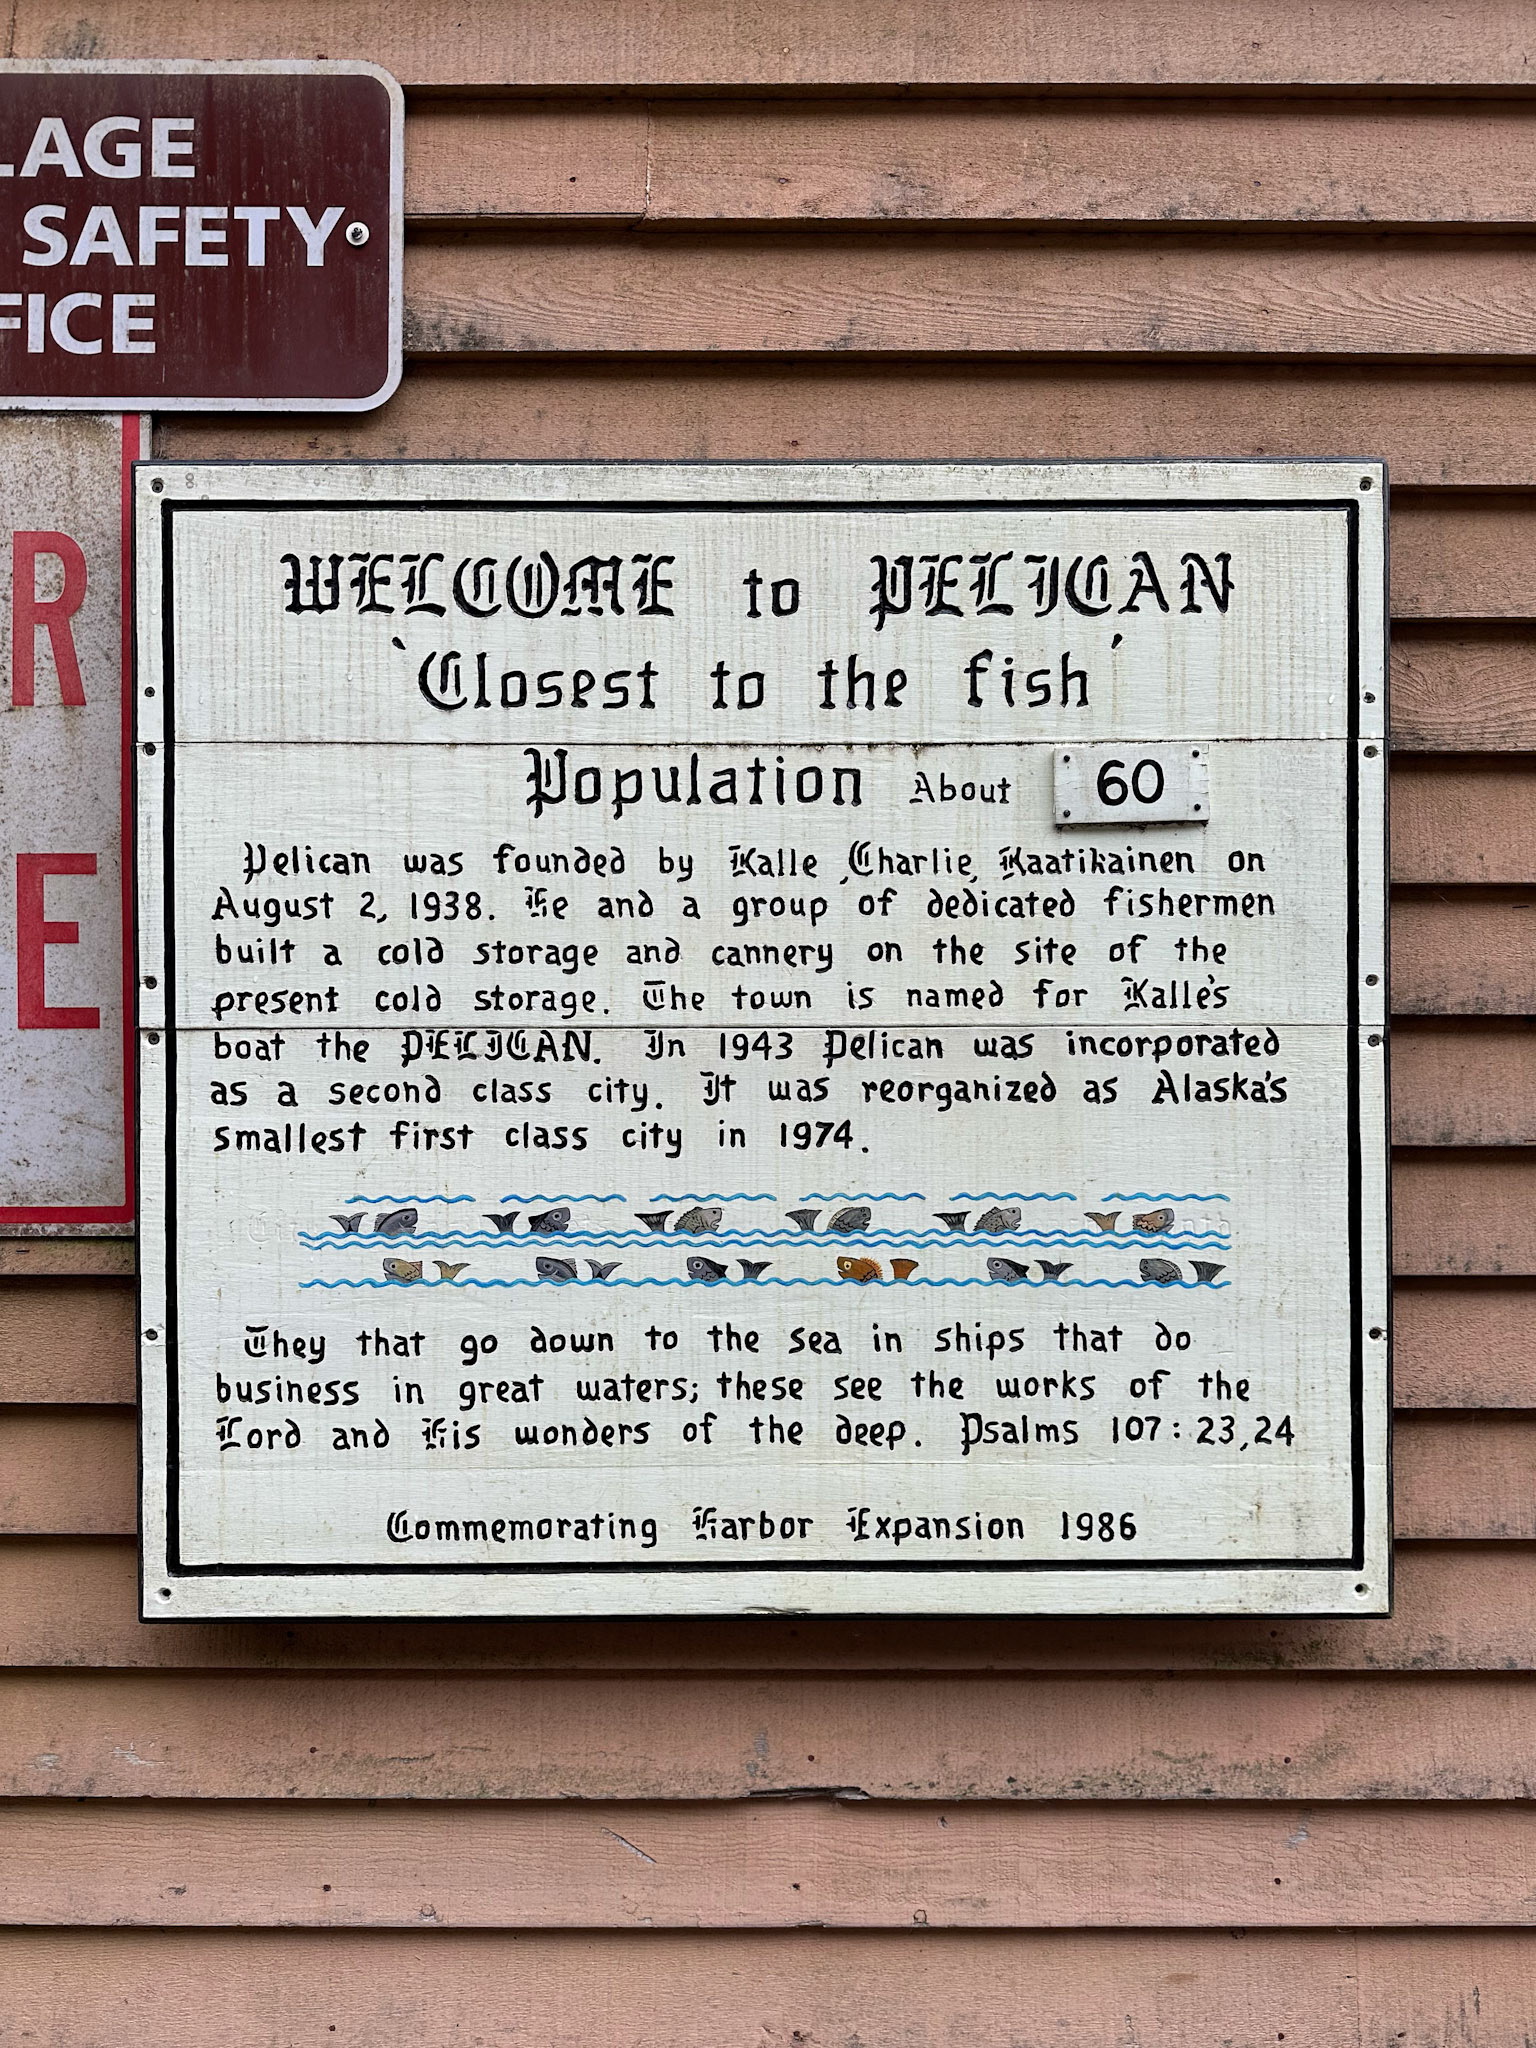 LAGE
SAFETY
FICE
R
E
WELCOME to PELICAN
`Closest to the fish'
Population About 60
Pelican was founded by Kalle ,Charlie, Raatikainen on
August 2, 1938. He and a group of dedicated fishermen
built a cold storage and cannery on the site of the
present cold storage. The town is named for Kalle's
boat the PELICAN. In 1943 Pelican was incorporated
as a second class city. It was reorganized as Alaska's
smallest first class city in 1974.
They that go down to the sea in ships that do
business in great waters; these see the works of the
Lord and His wonders of the deep. Psalms 107:23,24
Commemorating Harbor Expansion 1986